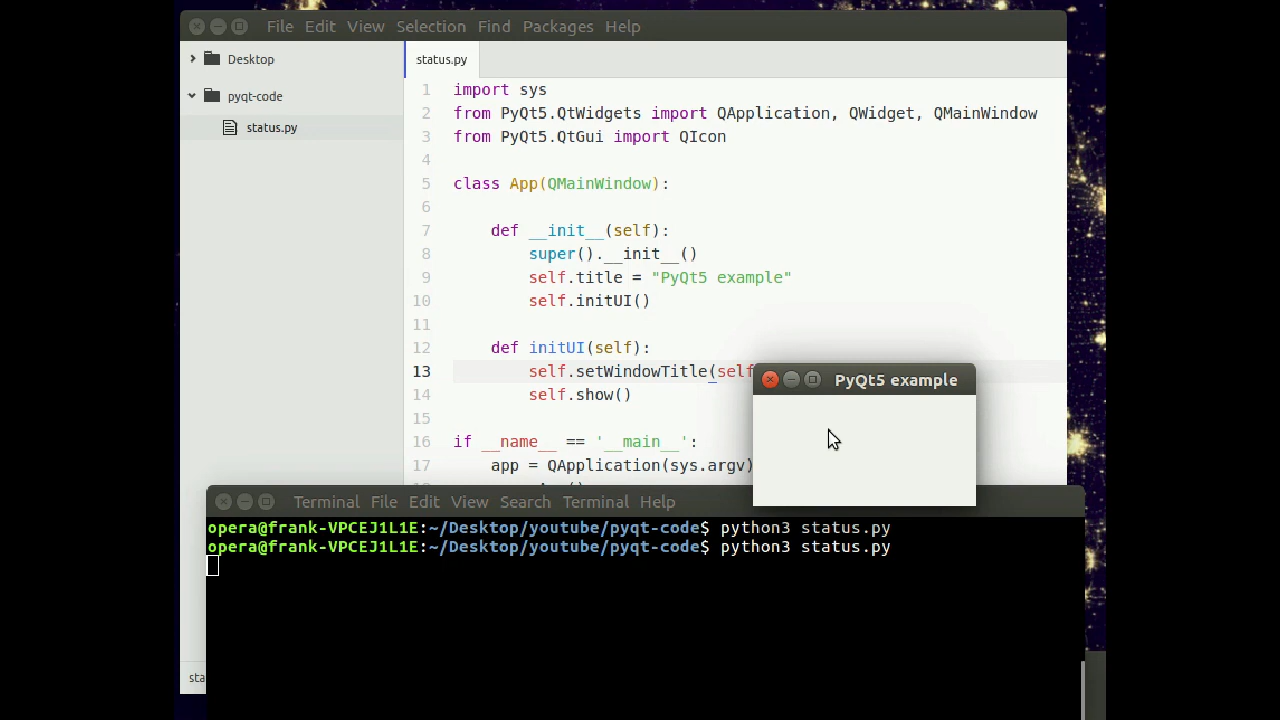 File Edit View Selection Find Packages Help
Desktop
pyqt-code
status.py
status.py
1 import sys
2 from PyQt5.QtWidgets import QApplication, QWidget, QMainWindow
3 from PyQt5.QtGui import QIcon
4
5 class App(QMainWindow):
6
7 def __init__(self):
8 super().__init__()
9 self.title = "PyQt5 example"
10 self.initUI()
11
12 def initUI(self):
13 self.setWindowTitle(self
14 self.show()
15
16 if __name__ == '__main__':
17 app = QApplication(sys.argv)
PyQt5 example
sta
Terminal File Edit View Search Terminal Help
opera@frank-VPCEJ1L1E:~/Desktop/youtube/pyqt-code$ python3 status.py
opera@frank-VPCEJ1L1E:~/Desktop/youtube/pyqt-code$ python3 status.py